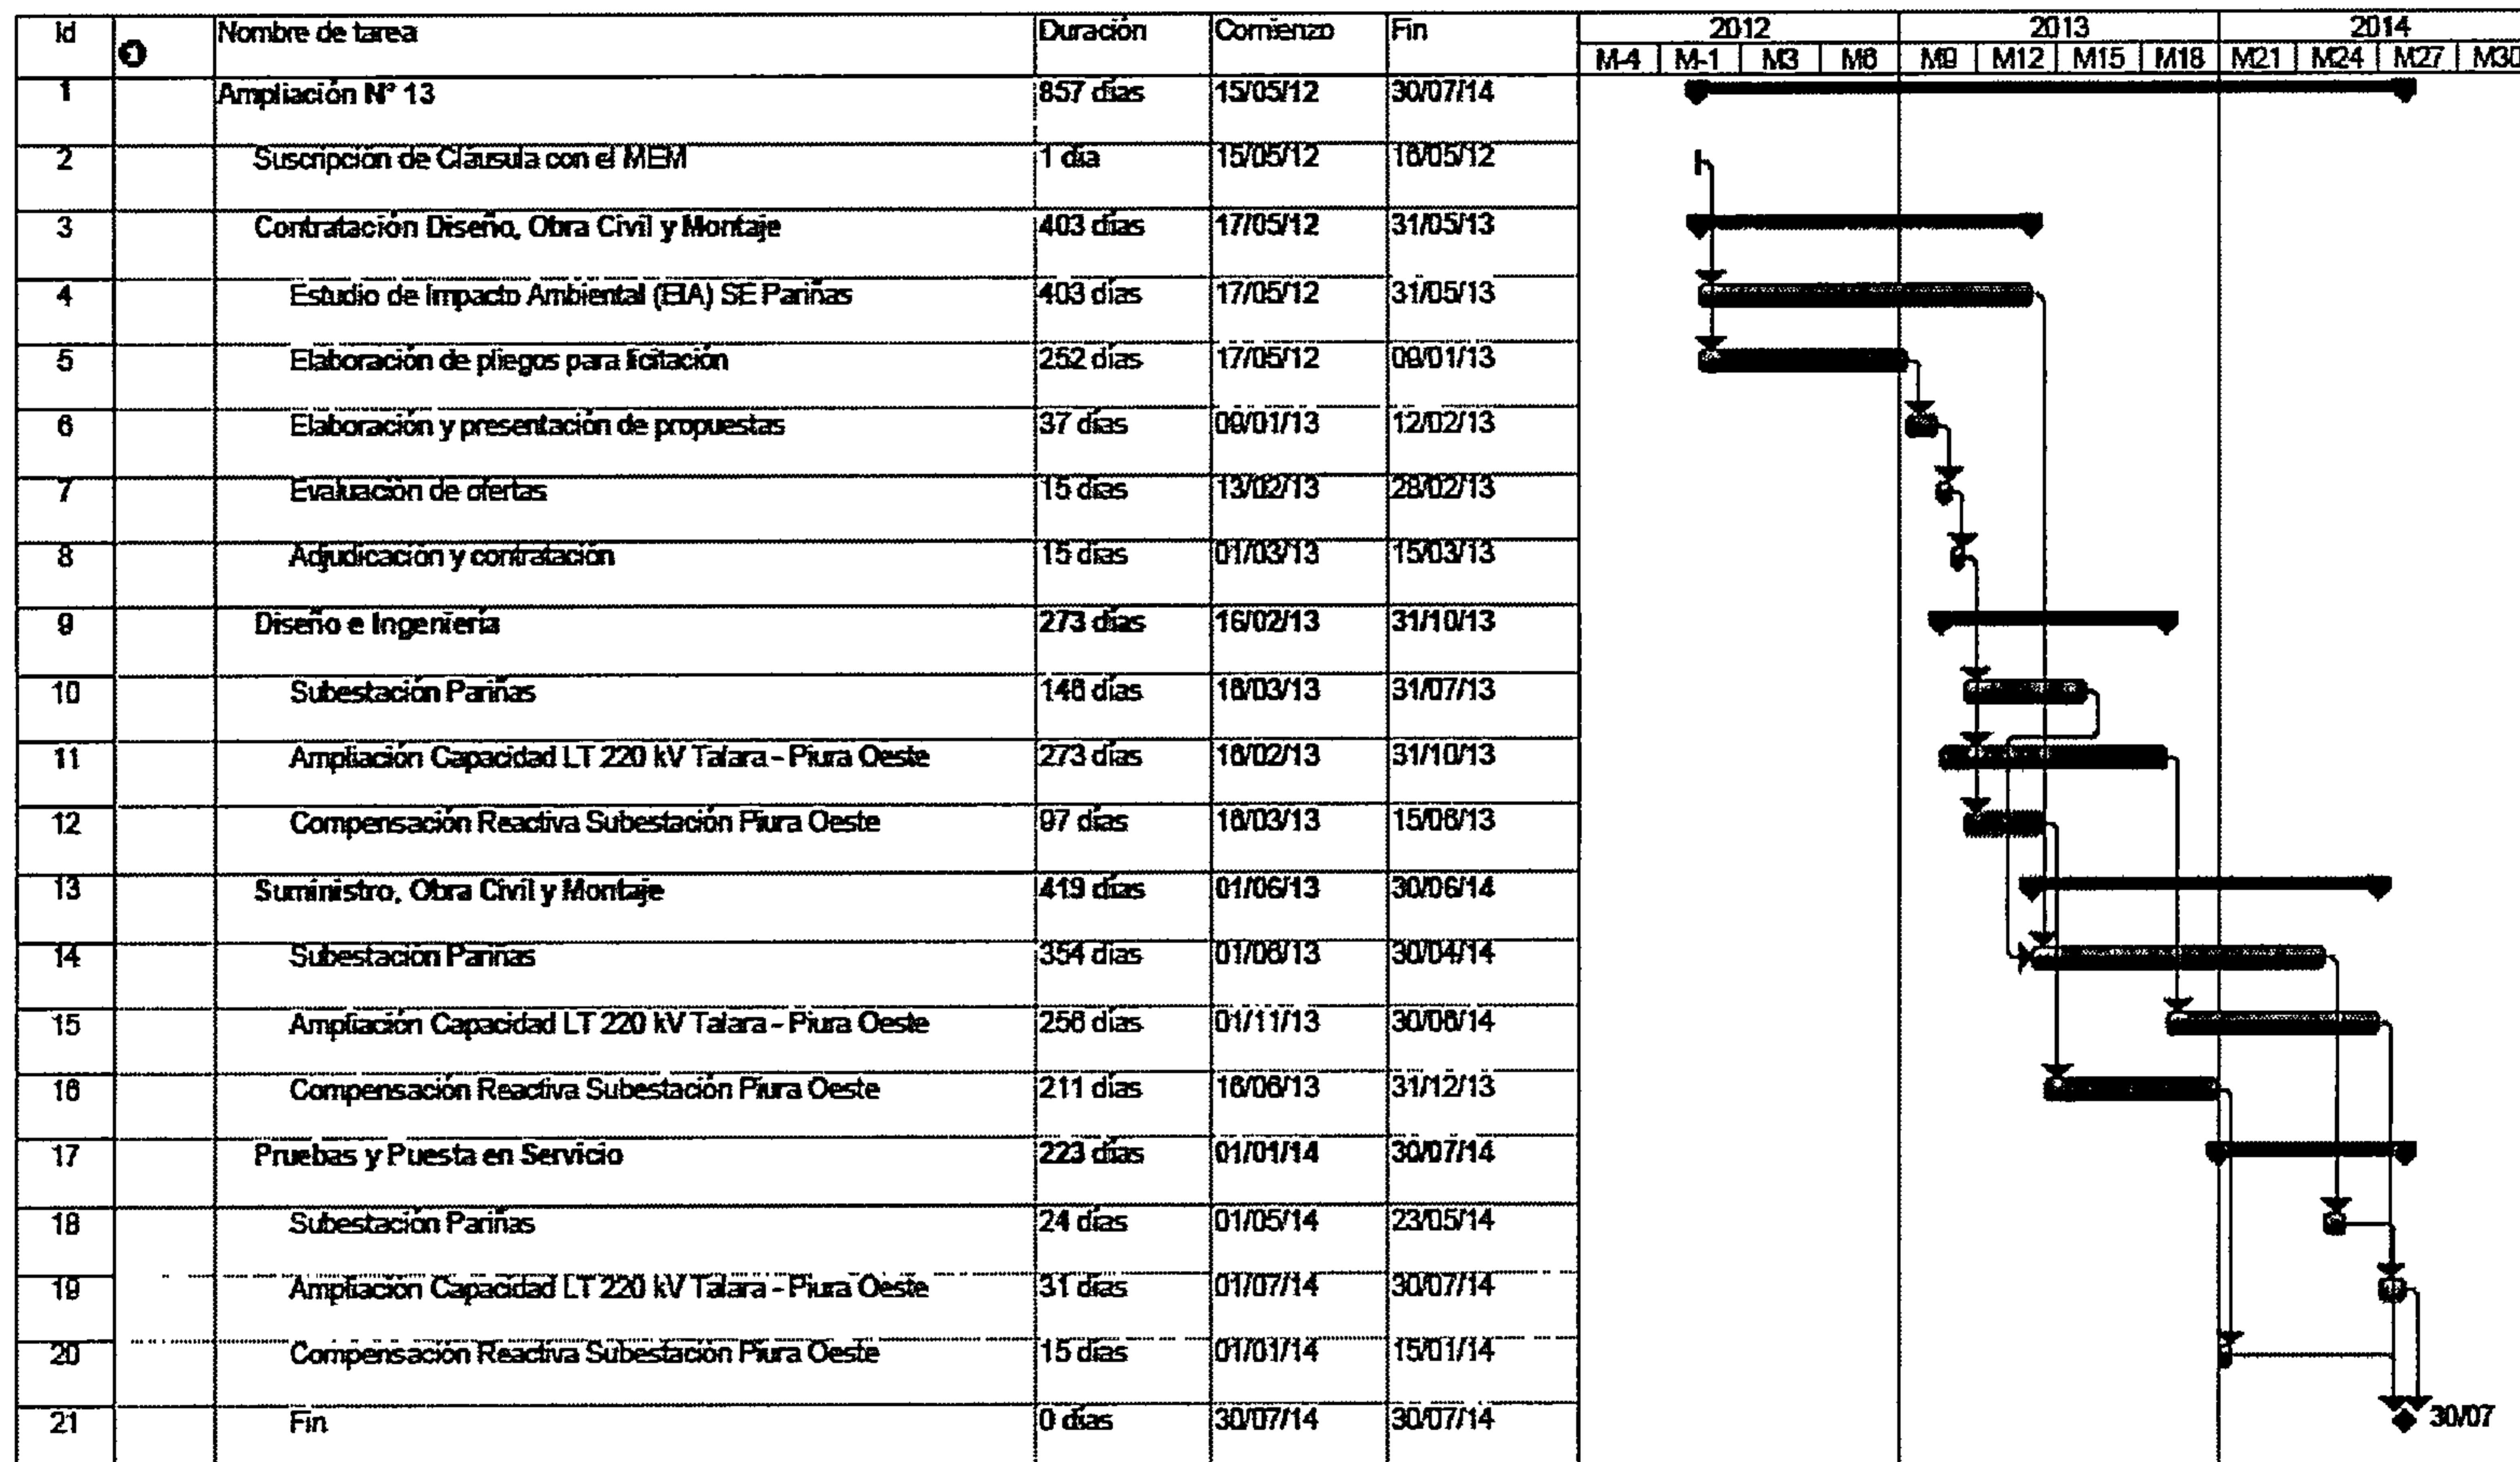 Id Nombre de tarea Duración Comienzo Fin 2012 2013 2014
M-4 M-1 M3 M6 M9 M12 M15 M18 M21 M24 M27 M30
1 Ampliación N° 13 857 días 15/05/12 30/07/14
2 Suscripción de Cláusula con el MEM 1 día 15/05/12 16/05/12
3 Contratación Diseño, Obra Civil y Montaje 403 días 17/05/12 31/05/13
4 Estudio de Impacto Ambiental (EIA) SE Pariñas 403 días 17/05/12 31/05/13
5 Elaboración de pliegos para licitación 252 días 17/05/12 09/01/13
6 Elaboración y presentación de propuestas 37 días 09/01/13 12/02/13
7 Evaluación de ofertas 15 días 13/02/13 28/02/13
8 Adjudicación y contratación 15 días 01/03/13 15/03/13
9 Diseño e Ingeniería 273 días 16/02/13 31/10/13
10 Subestación Pariñas 146 días 16/03/13 31/07/13
11 Ampliación Capacidad LT 220 kV Talara - Piura Oeste 273 días 16/02/13 31/10/13
12 Compensación Reactiva Subestación Piura Oeste 97 días 16/03/13 15/06/13
13 Suministro, Obra Civil y Montaje 419 días 01/06/13 30/06/14
14 Subestación Pariñas 354 días 01/06/13 30/04/14
15 Ampliación Capacidad LT 220 kV Talara - Piura Oeste 256 días 01/11/13 30/06/14
16 Compensación Reactiva Subestación Piura Oeste 211 días 16/06/13 31/12/13
17 Pruebas y Puesta en Servicio 223 días 01/01/14 30/07/14
18 Subestación Pariñas 24 días 01/05/14 23/05/14
19 Ampliación Capacidad LT 220 kV Talara - Piura Oeste 31 días 01/07/14 30/07/14
20 Compensación Reactiva Subestación Piura Oeste 15 días 01/01/14 15/01/14
21 Fin 0 días 30/07/14 30/07/14 30/07